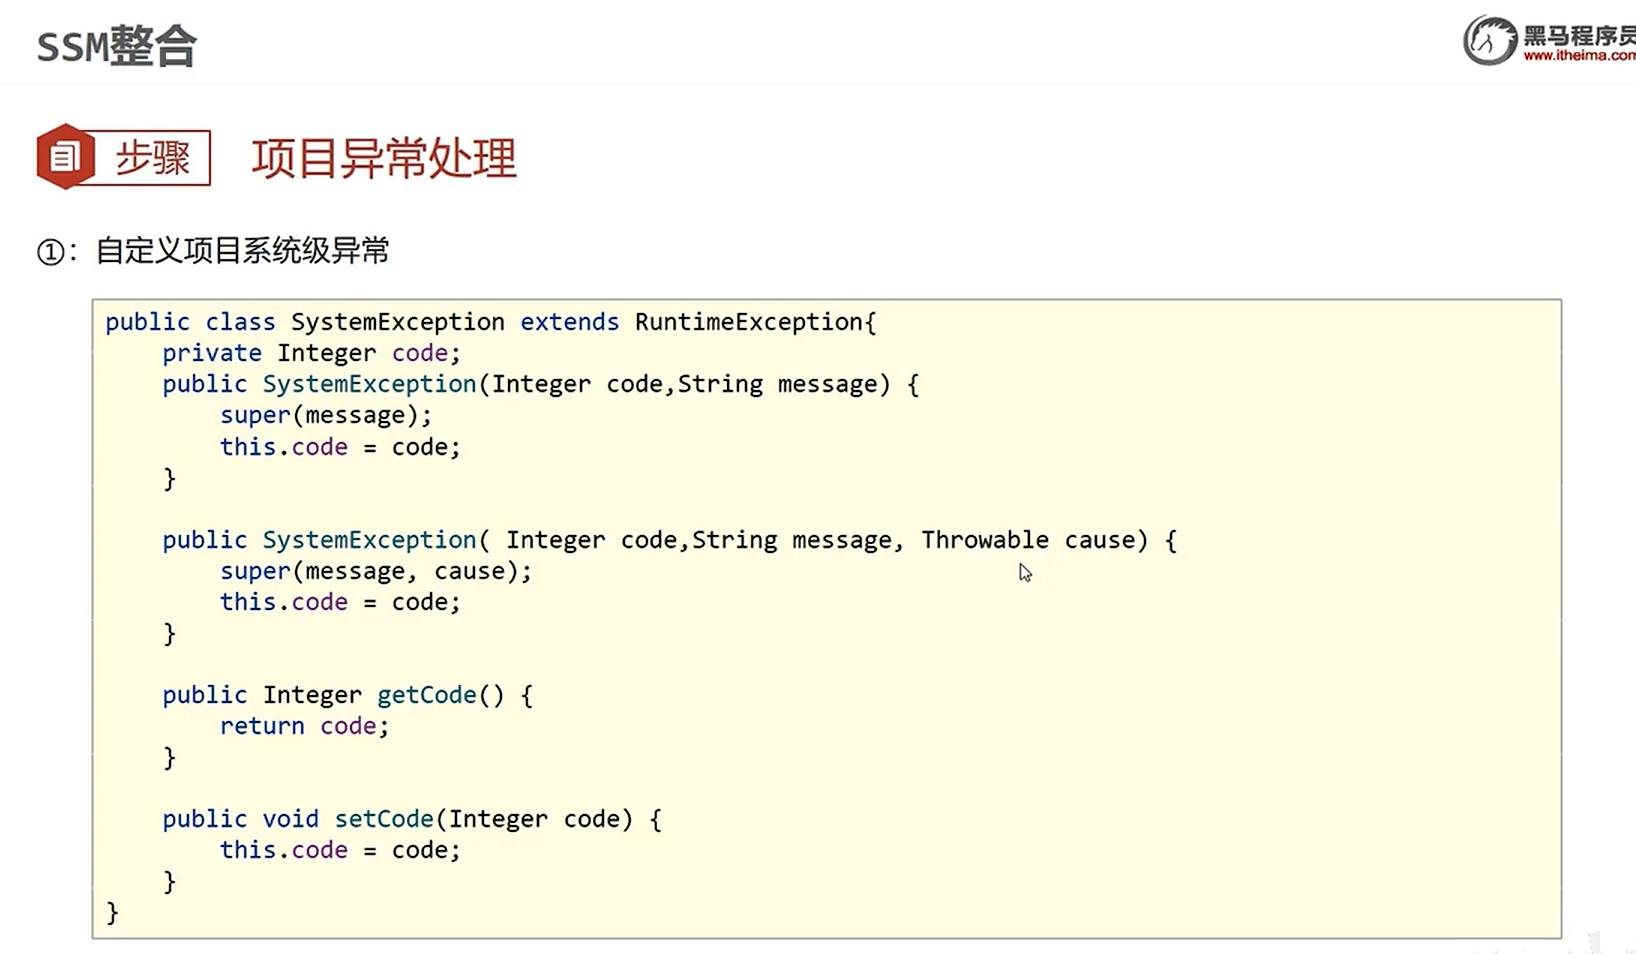 SSM整合
黑马程序员
www.itheima.com
步骤
项目异常处理
①：自定义项目系统级异常
public class SystemException extends RuntimeException{
    private Integer code;
    public SystemException(Integer code,String message) {
        super(message);
        this.code = code;
    }
    public SystemException( Integer code,String message, Throwable cause) {
        super(message, cause);
        this.code = code;
    }
    public Integer getCode() {
        return code;
    }
    public void setCode(Integer code) {
        this.code = code;
    }
}